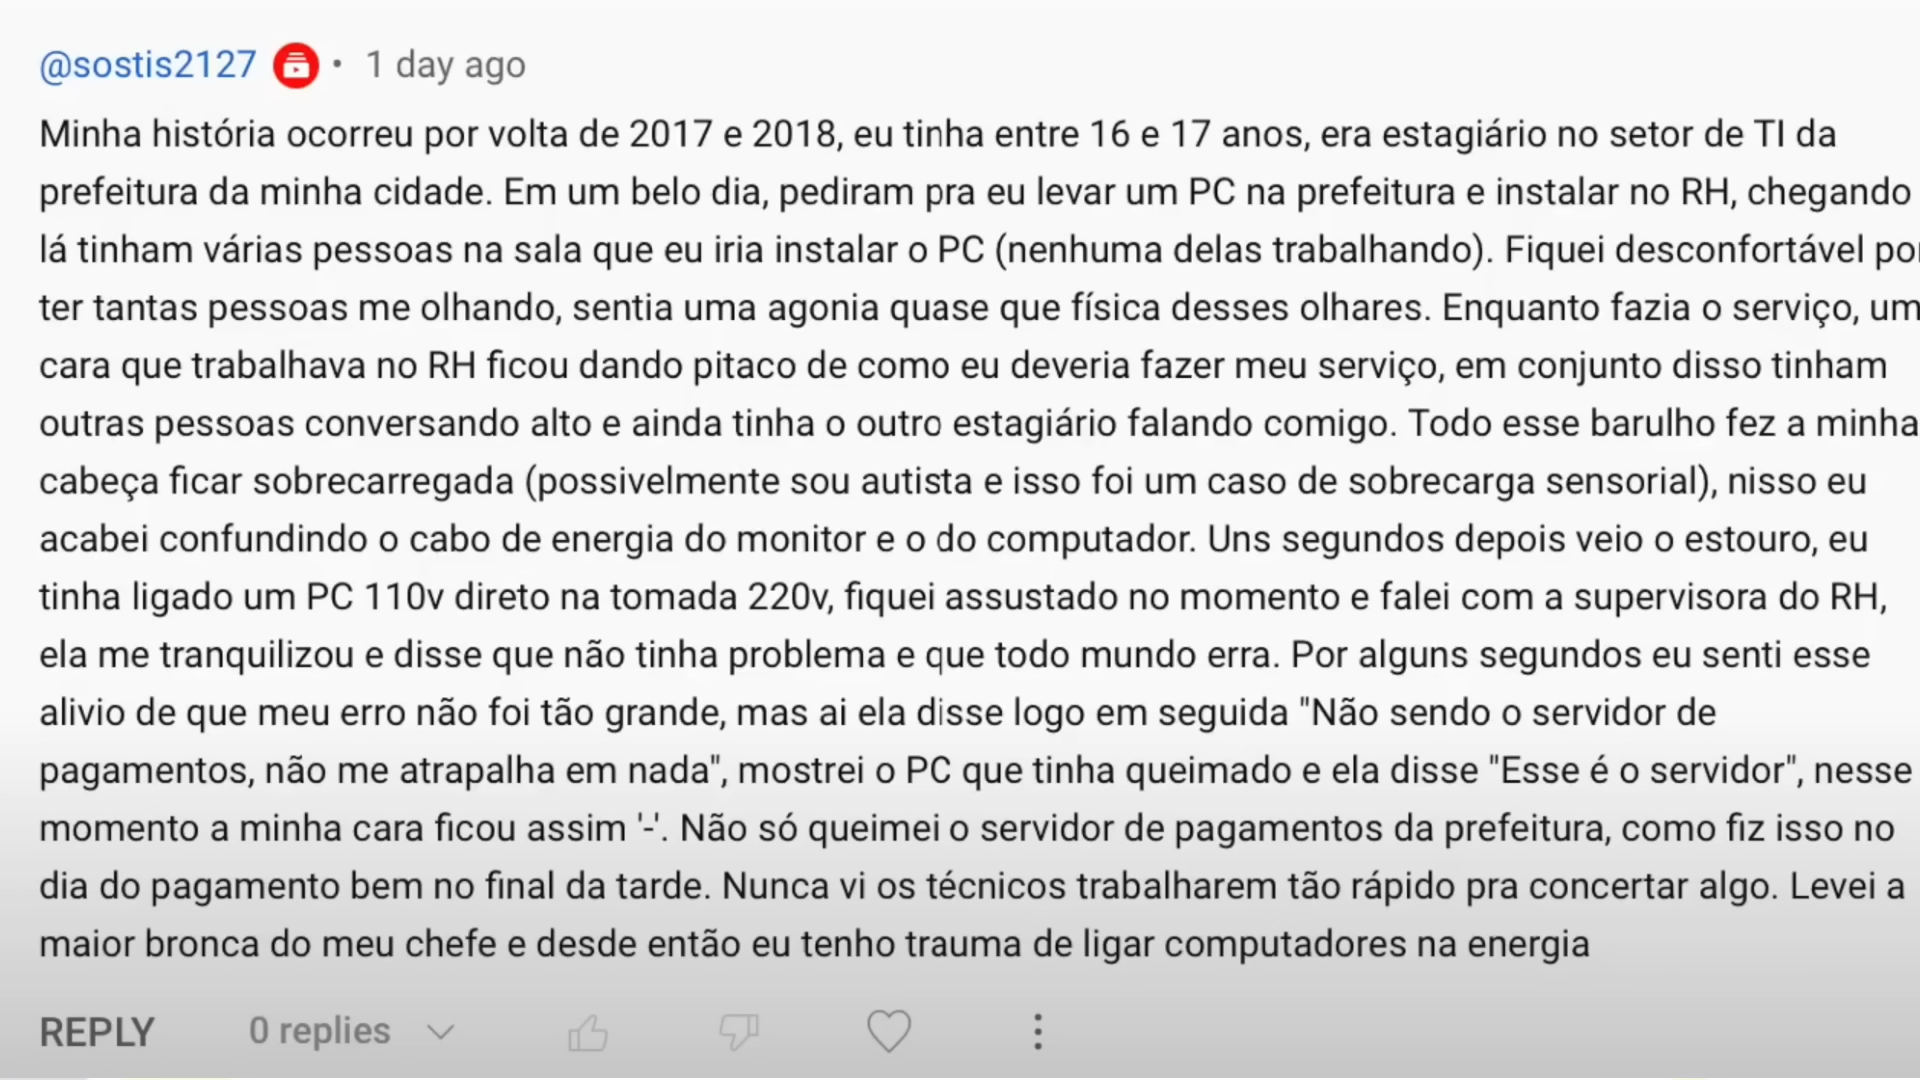 @sostis2127 • 1 day ago
Minha história ocorreu por volta de 2017 e 2018, eu tinha entre 16 e 17 anos, era estagiário no setor de TI da
prefeitura da minha cidade. Em um belo dia, pediram pra eu levar um PC na prefeitura e instalar no RH, chegando
lá tinham várias pessoas na sala que eu iria instalar o PC (nenhuma delas trabalhando). Fiquei desconfortável por
ter tantas pessoas me olhando, sentia uma agonia quase que física desses olhares. Enquanto fazia o serviço, um
cara que trabalhava no RH ficou dando pitaco de como eu deveria fazer meu serviço, em conjunto disso tinham
outras pessoas conversando alto e ainda tinha o outro estagiário falando comigo. Todo esse barulho fez a minha
cabeça ficar sobrecarregada (possivelmente sou autista e isso foi um caso de sobrecarga sensorial), nisso eu
acabei confundindo o cabo de energia do monitor e o do computador. Uns segundos depois veio o estouro, eu
tinha ligado um PC 110v direto na tomada 220v, fiquei assustado no momento e falei com a supervisora do RH,
ela me tranquilizou e disse que não tinha problema e que todo mundo erra. Por alguns segundos eu senti esse
alivio de que meu erro não foi tão grande, mas ai ela disse logo em seguida "Não sendo o servidor de
pagamentos, não me atrapalha em nada", mostrei o PC que tinha queimado e ela disse "Esse é o servidor", nesse
momento a minha cara ficou assim '-'. Não só queimei o servidor de pagamentos da prefeitura, como fiz isso no
dia do pagamento bem no final da tarde. Nunca vi os técnicos trabalharem tão rápido pra concertar algo. Levei a
maior bronca do meu chefe e desde então eu tenho trauma de ligar computadores na energia
REPLY 0 replies